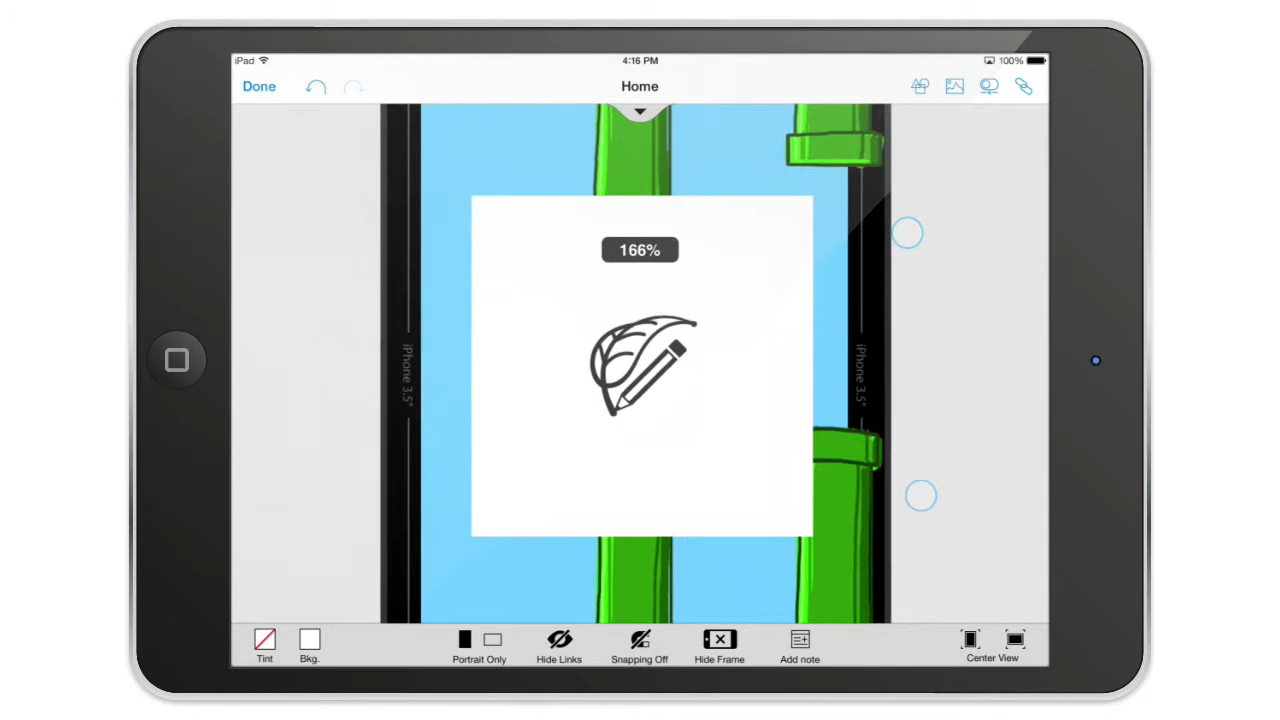 iPad 4:16 PM 100%
Done Home
166%
iPhone 3.5"
iPhone 3.5"
Tint Bkg. Portrait Only Hide Links Snapping Off Hide Frame Add note Center View